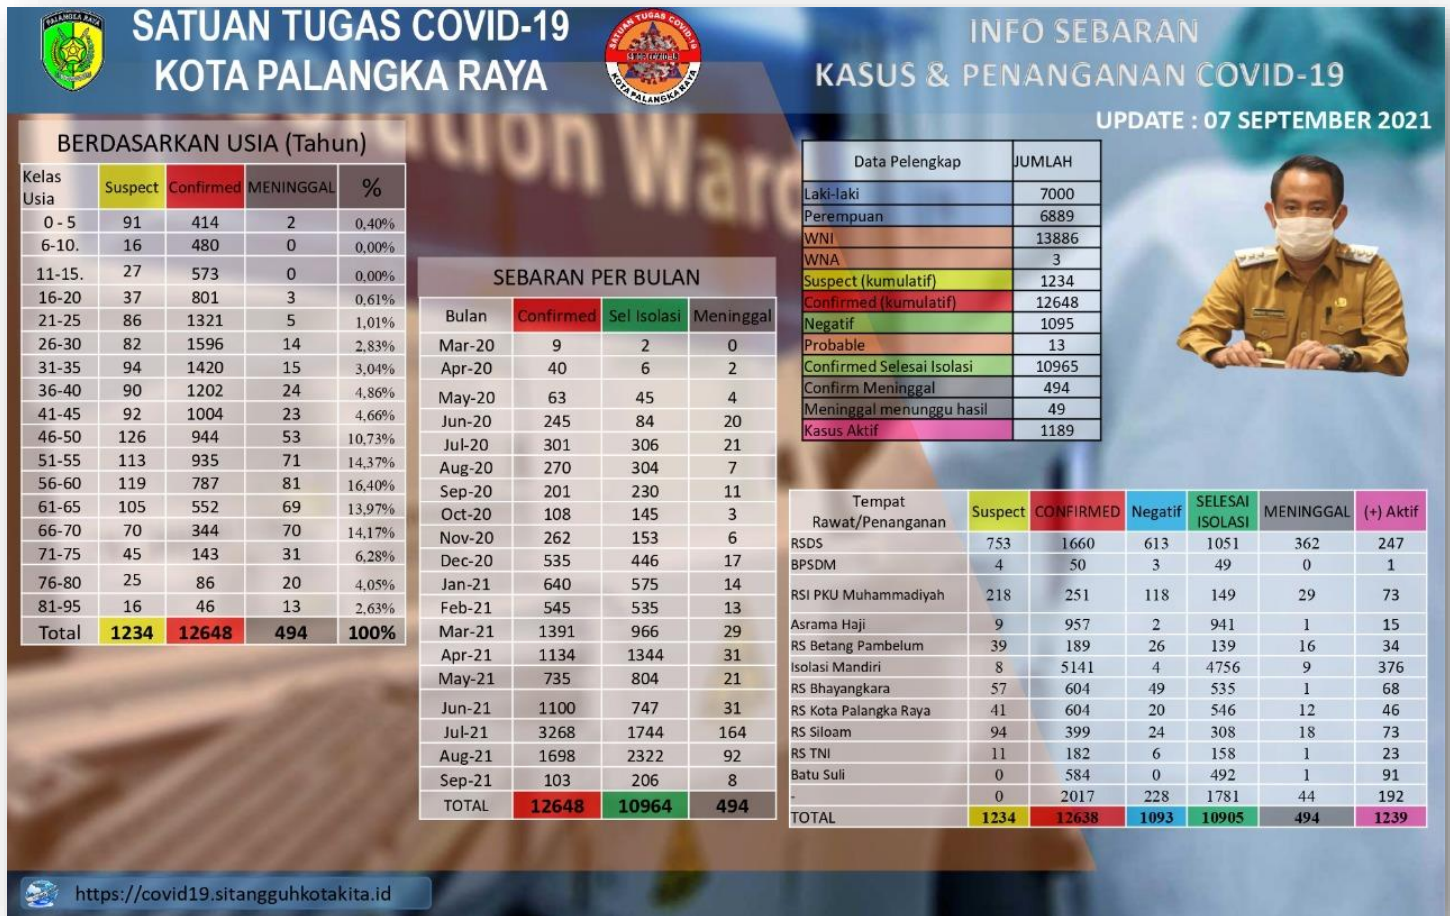 PALANGKA RAYA
SATUAN TUGAS COVID-19
KOTA PALANGKA RAYA
SATUAN TUGAS COVID-19
STOP COVID-19
KOTA PALANGKA RAYA
INFO SEBARAN
KASUS & PENANGANAN COVID-19
UPDATE : 07 SEPTEMBER 2021
BERDASARKAN USIA (Tahun)
Kelas Usia Suspect Confirmed MENINGGAL %
0 - 5 91 414 2 0,40%
6-10. 16 480 0 0,00%
11-15. 27 573 0 0,00%
16-20 37 801 3 0,61%
21-25 86 1321 5 1,01%
26-30 82 1596 14 2,83%
31-35 94 1420 15 3,04%
36-40 90 1202 24 4,86%
41-45 92 1004 23 4,66%
46-50 126 944 53 10,73%
51-55 113 935 71 14,37%
56-60 119 787 81 16,40%
61-65 105 552 69 13,97%
66-70 70 344 70 14,17%
71-75 45 143 31 6,28%
76-80 25 86 20 4,05%
81-95 16 46 13 2,63%
Total 1234 12648 494 100%
SEBARAN PER BULAN
Bulan Confirmed Sel Isolasi Meninggal
Mar-20 9 2 0
Apr-20 40 6 2
May-20 63 45 4
Jun-20 245 84 20
Jul-20 301 306 21
Aug-20 270 304 7
Sep-20 201 230 11
Oct-20 108 145 3
Nov-20 262 153 6
Dec-20 535 446 17
Jan-21 640 575 14
Feb-21 545 535 13
Mar-21 1391 966 29
Apr-21 1134 1344 31
May-21 735 804 21
Jun-21 1100 747 31
Jul-21 3268 1744 164
Aug-21 1698 2322 92
Sep-21 103 206 8
TOTAL 12648 10964 494
Data Pelengkap JUMLAH
Laki-laki 7000
Perempuan 6889
WNI 13886
WNA 3
Suspect (kumulatif) 1234
Confirmed (kumulatif) 12648
Negatif 1095
Probable 13
Confirmed Selesai Isolasi 10965
Confirm Meninggal 494
Meninggal menunggu hasil 49
Kasus Aktif 1189
Tempat Rawat/Penanganan Suspect CONFIRMED Negatif SELESAI ISOLASI MENINGGAL (+) Aktif
RSDS 753 1660 613 1051 362 247
BPSDM 4 50 3 49 0 1
RSI PKU Muhammadiyah 218 251 118 149 29 73
Asrama Haji 9 957 2 941 1 15
RS Betang Pambelum 39 189 26 139 16 34
Isolasi Mandiri 8 5141 4 4756 9 376
RS Bhayangkara 57 604 49 535 1 68
RS Kota Palangka Raya 41 604 20 546 12 46
RS Siloam 94 399 24 308 18 73
RS TNI 11 182 6 158 1 23
Batu Suli 0 584 0 492 1 91
- 0 2017 228 1781 44 192
TOTAL 1234 12638 1093 10905 494 1239
https://covid19.sitangguhkotakita.id